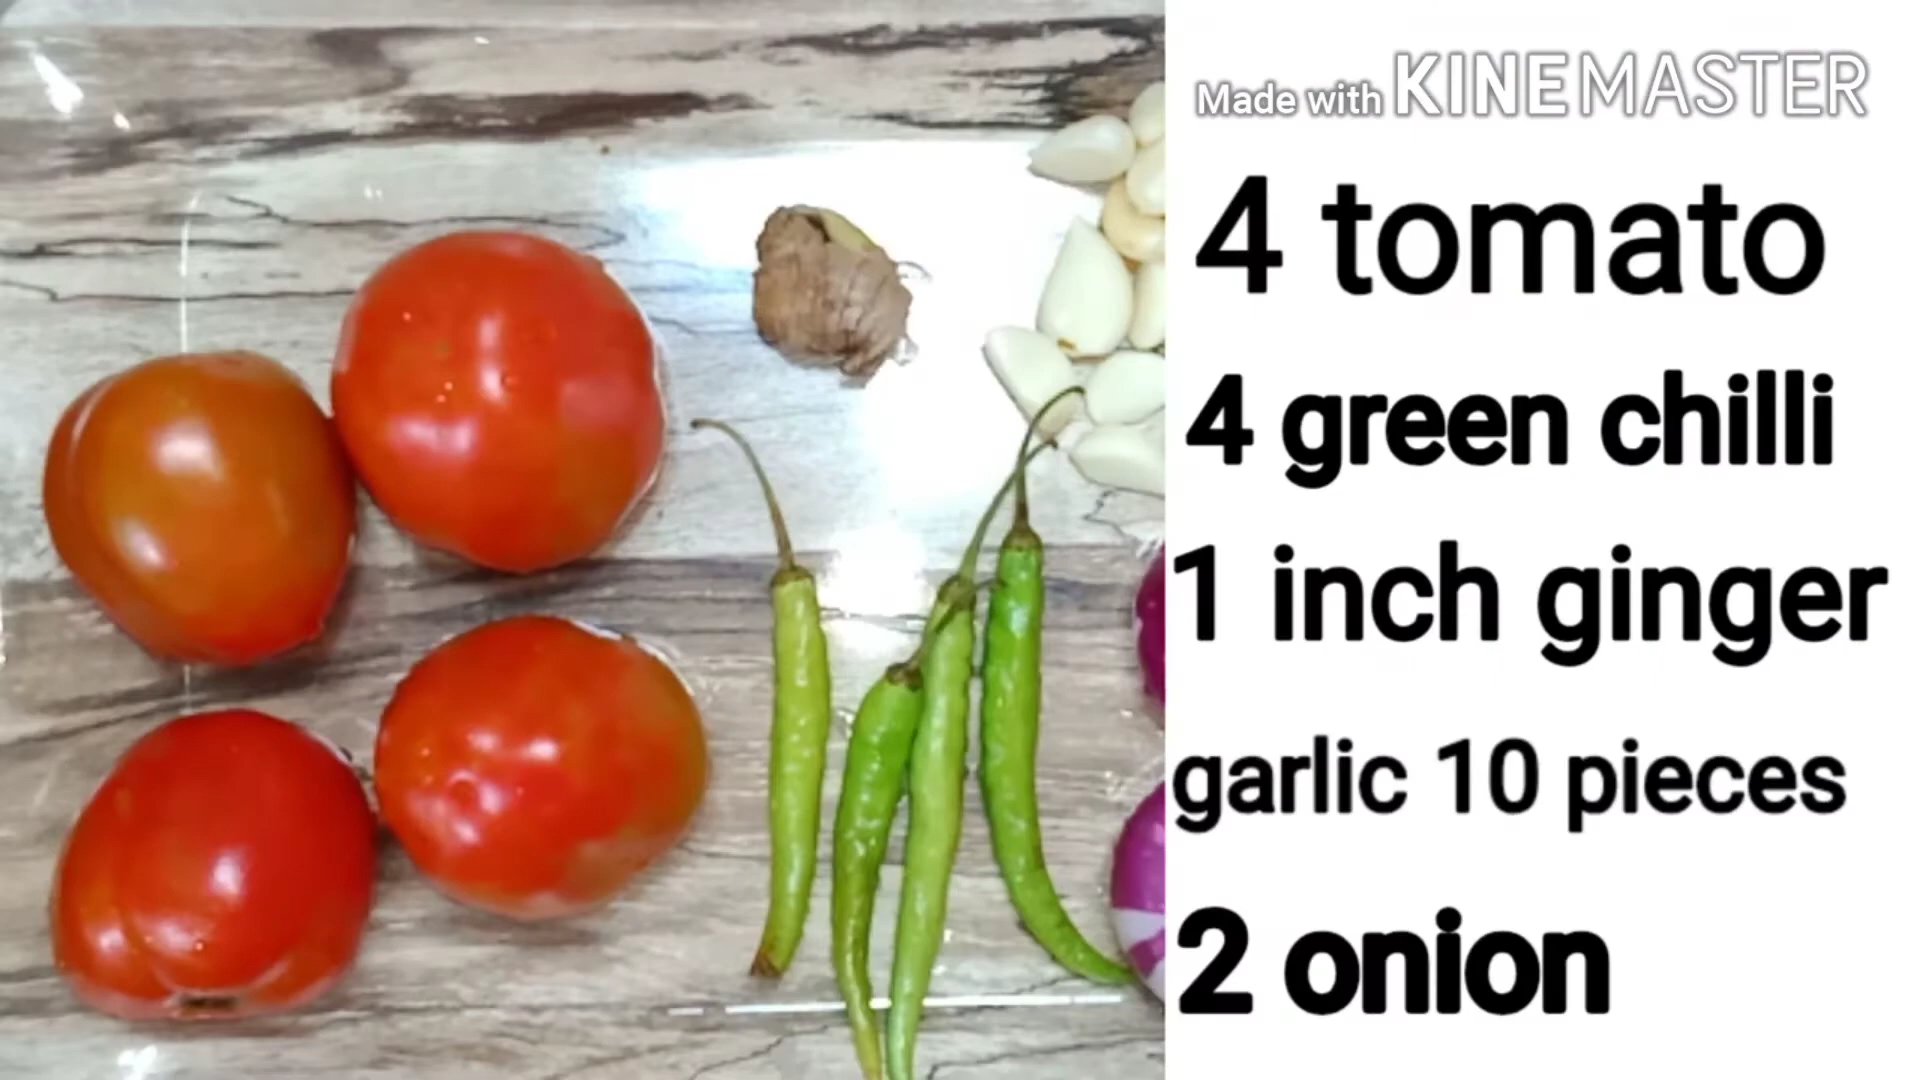 Made with KINEMASTER
4 tomato
4 green chilli
1 inch ginger
garlic 10 pieces
2 onion